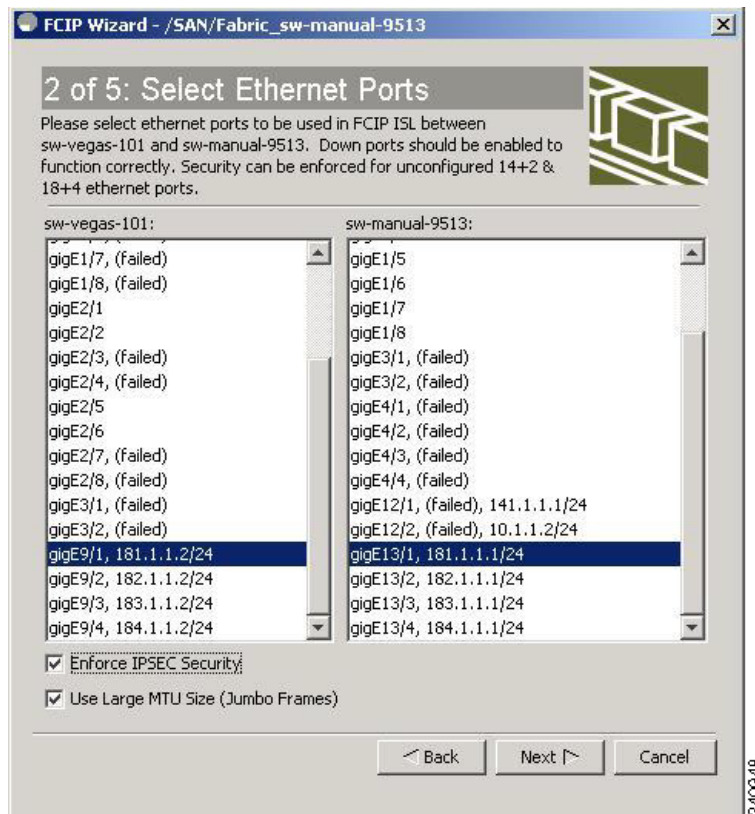 FCIP Wizard - /SAN/Fabric_sw-manual-9513
2 of 5: Select Ethernet Ports
Please select ethernet ports to be used in FCIP ISL between
sw-vegas-101 and sw-manual-9513. Down ports should be enabled to
function correctly. Security can be enforced for unconfigured 14+2 &
18+4 ethernet ports.
sw-vegas-101:
gigE1/7, (failed)
gigE1/8, (failed)
gigE2/1
gigE2/2
gigE2/3, (failed)
gigE2/4, (failed)
gigE2/5
gigE2/6
gigE2/7, (failed)
gigE2/8, (failed)
gigE3/1, (failed)
gigE3/2, (failed)
gigE9/1, 181.1.1.2/24
gigE9/2, 182.1.1.2/24
gigE9/3, 183.1.1.2/24
gigE9/4, 184.1.1.2/24
sw-manual-9513:
gigE1/5
gigE1/6
gigE1/7
gigE1/8
gigE3/1, (failed)
gigE3/2, (failed)
gigE4/1, (failed)
gigE4/2, (failed)
gigE4/3, (failed)
gigE4/4, (failed)
gigE12/1, (failed), 141.1.1.1/24
gigE12/2, (failed), 10.1.1.2/24
gigE13/1, 181.1.1.1/24
gigE13/2, 182.1.1.1/24
gigE13/3, 183.1.1.1/24
gigE13/4, 184.1.1.1/24
Enforce IPSEC Security
Use Large MTU Size (Jumbo Frames)
Back
Next
Cancel